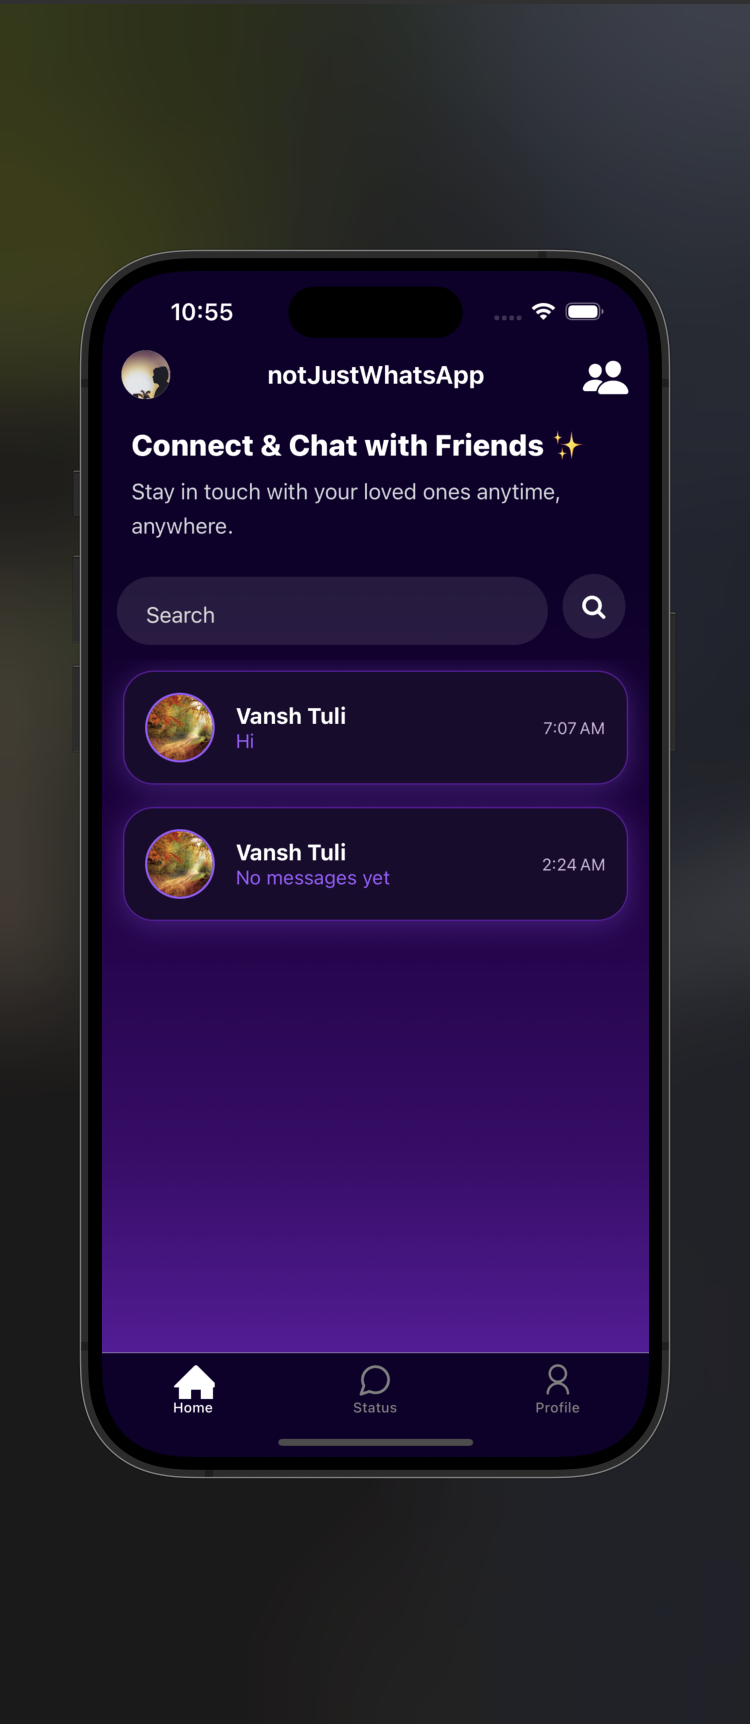 10:55
notJustWhatsApp
Connect & Chat with Friends ✨
Stay in touch with your loved ones anytime,
anywhere.
Search
Vansh Tuli
Hi
7:07 AM
Vansh Tuli
No messages yet
2:24 AM
Home
Status
Profile